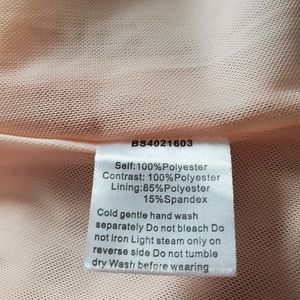 BS4021603
Self:100%Polyester
Contrast: 100%Polyester
Lining: 85%Polyester
15%Spandex
Cold gentle hand wash
separately Do not bleach Do
not iron Light steam only on
reverse side Do not tumble
dry Wash before wearing